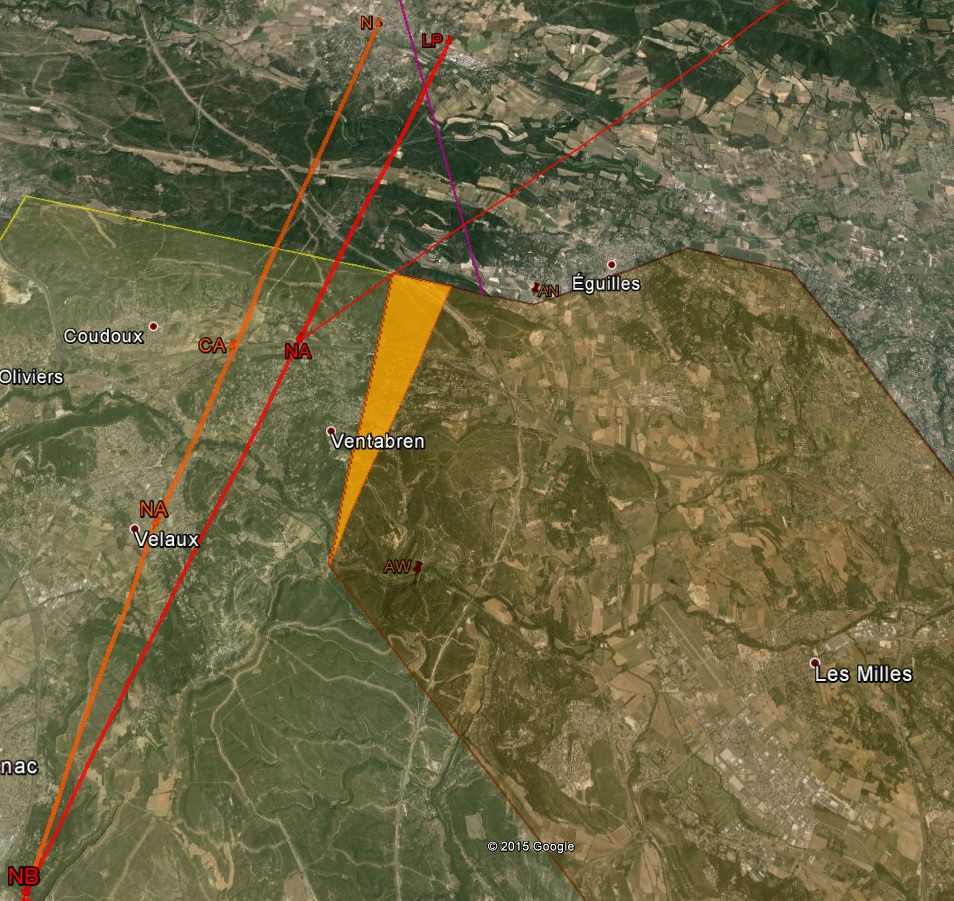 N
LP
AN
Éguilles
Coudoux
CA
NA
Oliviers
Ventabren
NA
Velaux
AW
Les Milles
nac
© 2015 Google
NB